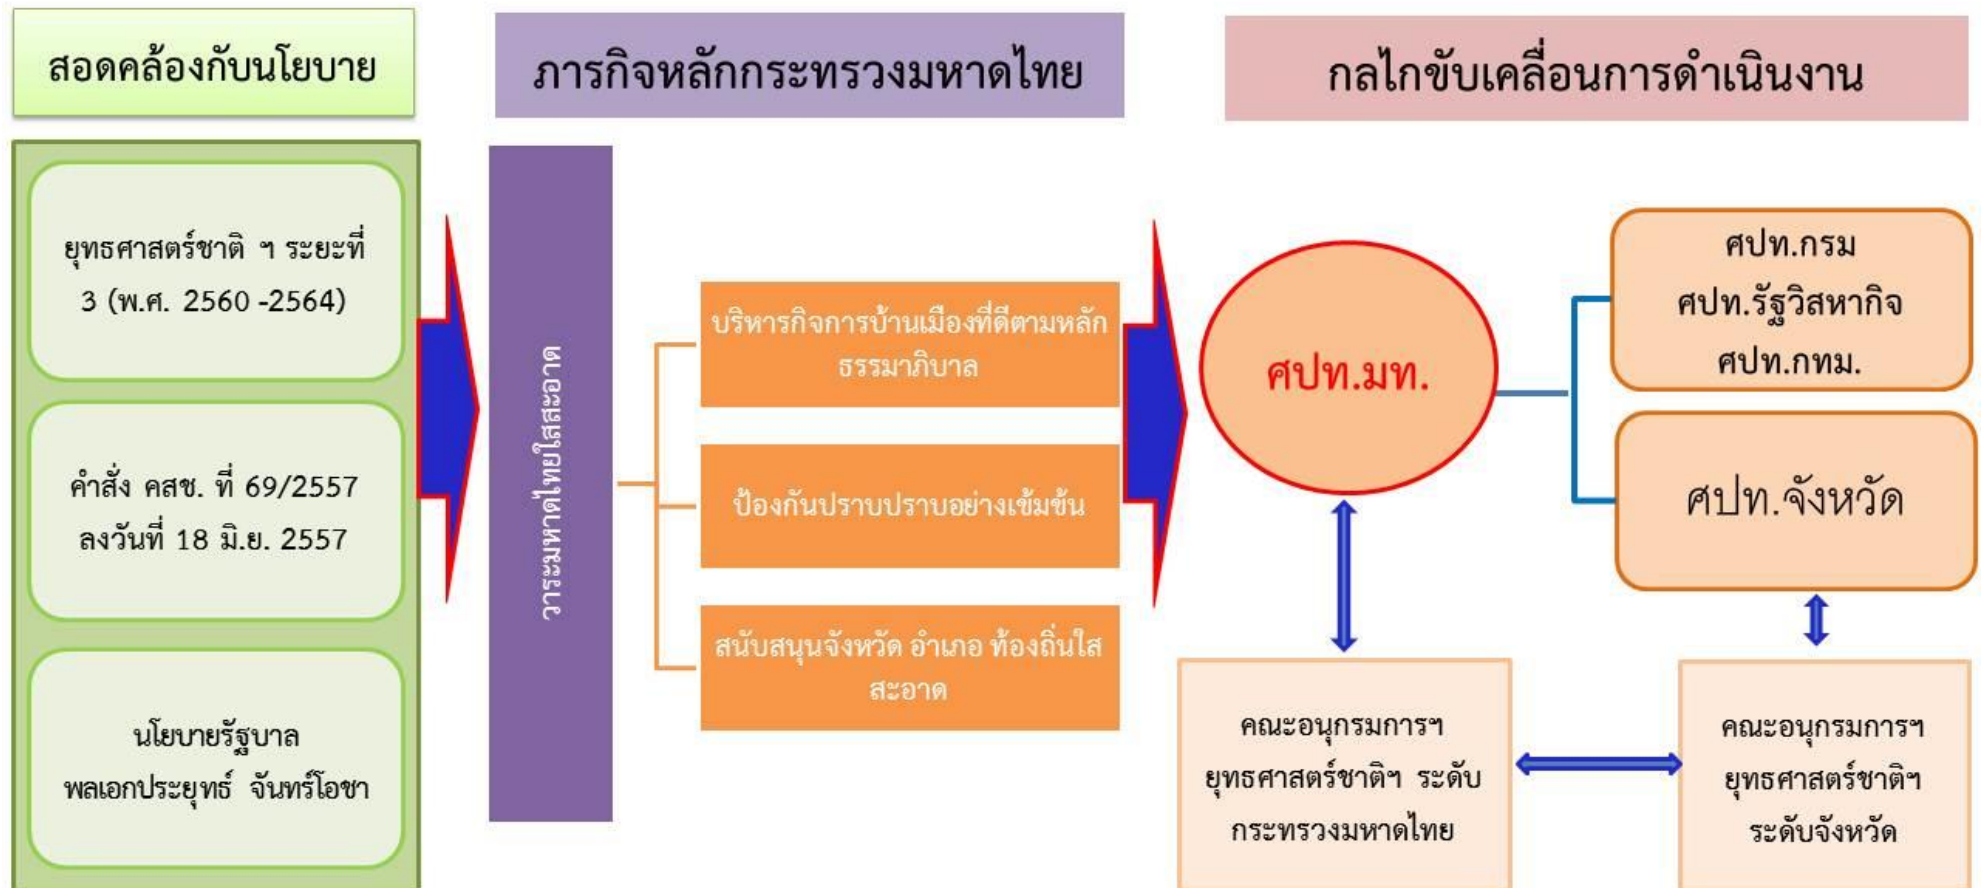 สอดคล้องกับนโยบาย
ยุทธศาสตร์ชาติ ฯ ระยะที่
3 (พ.ศ. 2560 -2564)
คำสั่ง คสช. ที่ 69/2557
ลงวันที่ 18 มิ.ย. 2557
นโยบายรัฐบาล
พลเอกประยุทธ์ จันทร์โอชา
ภารกิจหลักกระทรวงมหาดไทย
วาระมหาดไทยใสสะอาด
บริหารกิจการบ้านเมืองที่ดีตามหลัก
ธรรมาภิบาล
ป้องกันปราบปราบอย่างเข้มข้น
สนับสนุนจังหวัด อำเภอ ท้องถิ่นใส
สะอาด
กลไกขับเคลื่อนการดำเนินงาน
ศปท.มท.
ศปท.กรม
ศปท.รัฐวิสหากิจ
ศปท.กทม.
ศปท.จังหวัด
คณะอนุกรมการฯ
ยุทธศาสตร์ชาติฯ ระดับ
กระทรวงมหาดไทย
คณะอนุกรมการฯ
ยุทธศาสตร์ชาติฯ
ระดับจังหวัด